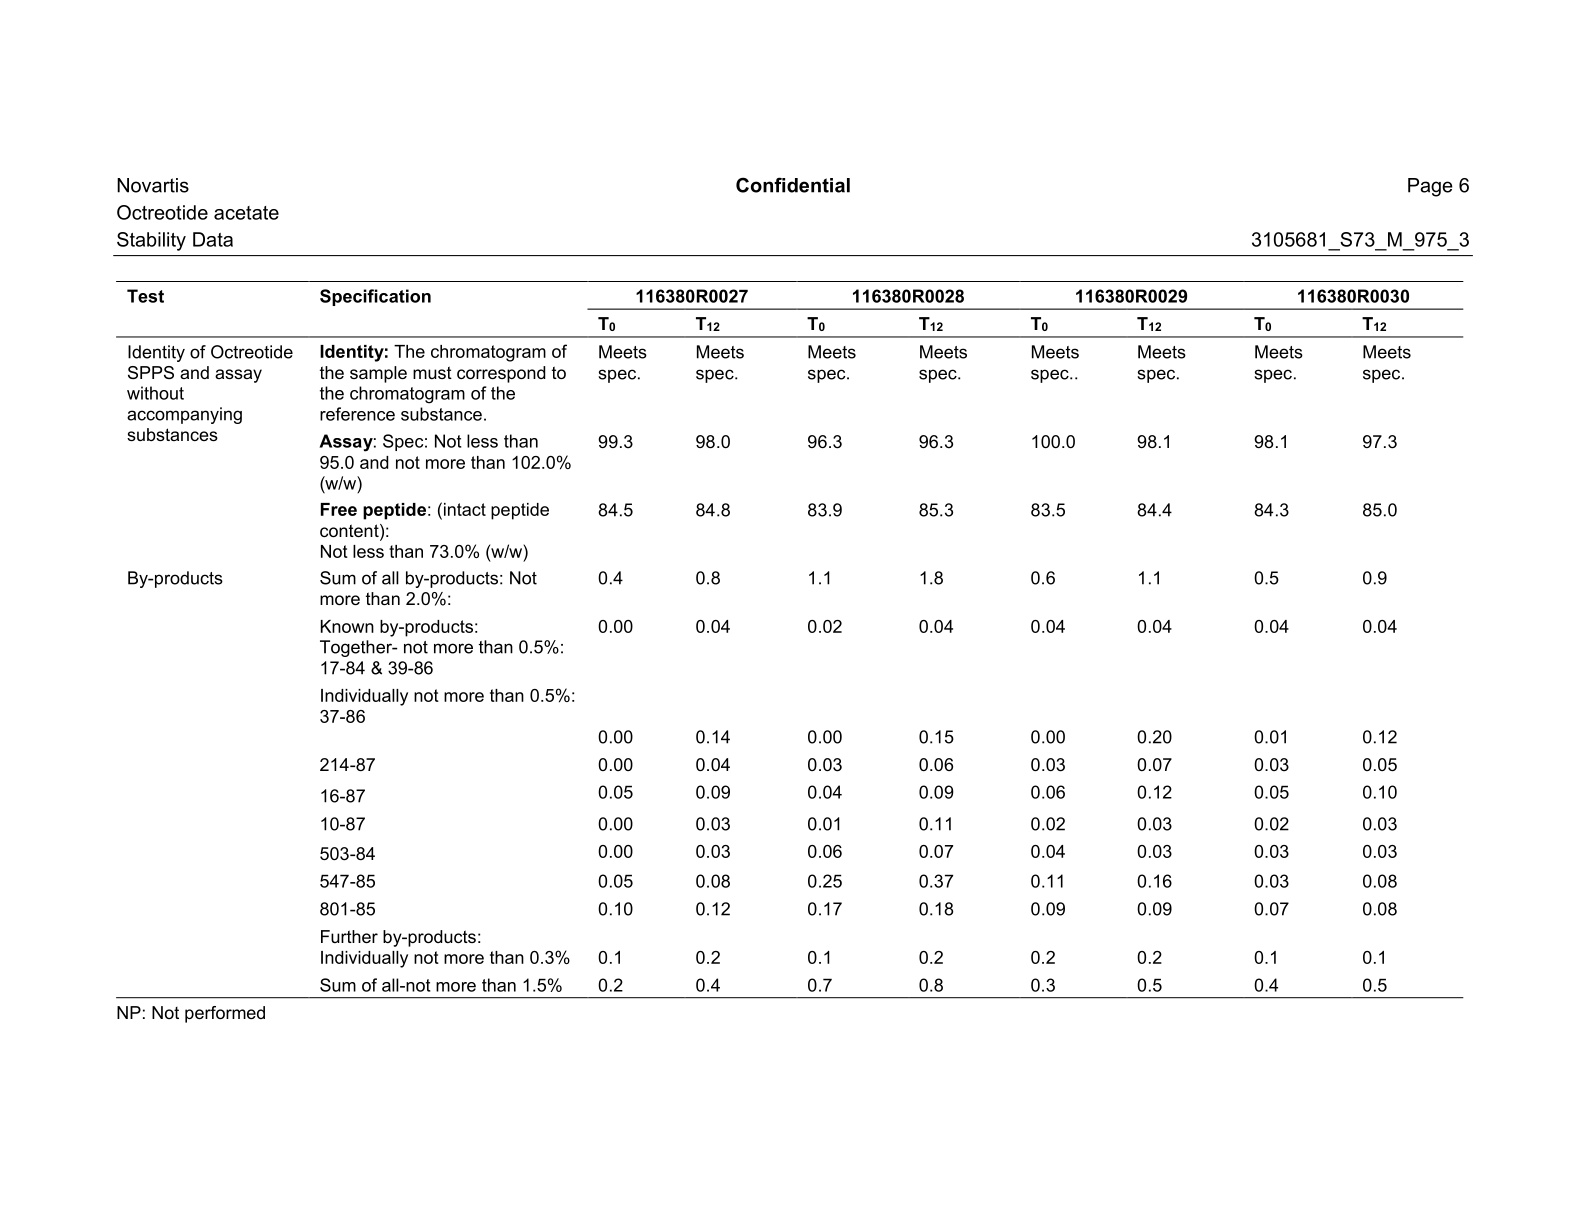 Novartis Confidential Page 6
Octreotide acetate
Stability Data 3105681_S73_M_975_3
Test Specification 116380R0027 116380R0028 116380R0029 116380R0030
T0 T12 T0 T12 T0 T12 T0 T12
Identity of Octreotide Identity: The chromatogram of Meets Meets Meets Meets Meets Meets Meets Meets
SPPS and assay the sample must correspond to spec. spec. spec. spec. spec.. spec. spec. spec.
without the chromatogram of the
accompanying reference substance.
substances Assay: Spec: Not less than 99.3 98.0 96.3 96.3 100.0 98.1 98.1 97.3
95.0 and not more than 102.0%
(w/w)
Free peptide: (intact peptide 84.5 84.8 83.9 85.3 83.5 84.4 84.3 85.0
content):
Not less than 73.0% (w/w)
By-products Sum of all by-products: Not 0.4 0.8 1.1 1.8 0.6 1.1 0.5 0.9
more than 2.0%:
Known by-products: 0.00 0.04 0.02 0.04 0.04 0.04 0.04 0.04
Together- not more than 0.5%:
17-84 & 39-86
Individually not more than 0.5%:
37-86
0.00 0.14 0.00 0.15 0.00 0.20 0.01 0.12
214-87 0.00 0.04 0.03 0.06 0.03 0.07 0.03 0.05
16-87 0.05 0.09 0.04 0.09 0.06 0.12 0.05 0.10
10-87 0.00 0.03 0.01 0.11 0.02 0.03 0.02 0.03
503-84 0.00 0.03 0.06 0.07 0.04 0.03 0.03 0.03
547-85 0.05 0.08 0.25 0.37 0.11 0.16 0.03 0.08
801-85 0.10 0.12 0.17 0.18 0.09 0.09 0.07 0.08
Further by-products:
Individually not more than 0.3% 0.1 0.2 0.1 0.2 0.2 0.2 0.1 0.1
Sum of all-not more than 1.5% 0.2 0.4 0.7 0.8 0.3 0.5 0.4 0.5
NP: Not performed